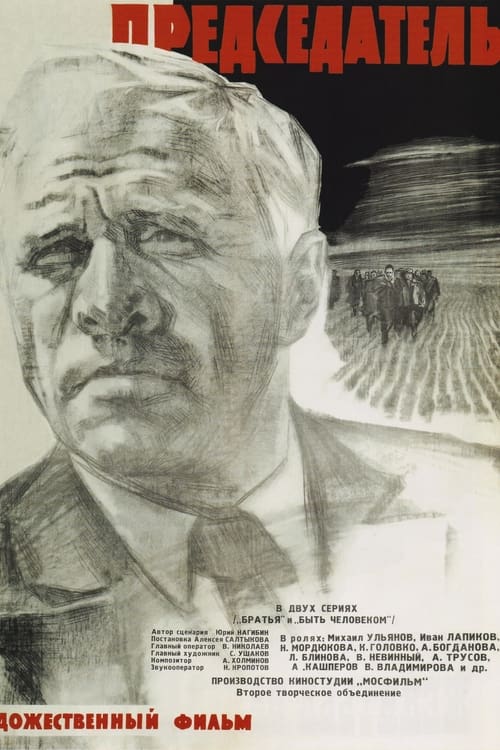 ПРЕДСЕДАТЕЛЬ
В ДВУХ СЕРИЯХ
/„БРАТЬЯ" и „БЫТЬ ЧЕЛОВЕКОМ"/
Автор сценария Юрий НАГИБИН
Постановка Алексея САЛТЫКОВА
Главный оператор В. НИКОЛАЕВ
Главный художник С. УШАКОВ
Композитор А. ХОЛМИНОВ
Звукооператор Н. КРОПОТОВ
В ролях: Михаил УЛЬЯНОВ, Иван ЛАПИКОВ,
Н. МОРДЮКОВА, К. ГОЛОВКО, А. БОГДАНОВА,
Л. БЛИНОВА, В. НЕВИННЫЙ, А. ТРУСОВ,
А. КАШПЕРОВ В. ВЛАДИМИРОВА и др.
ПРОИЗВОДСТВО КИНОСТУДИИ „МОСФИЛЬМ"
Второе творческое объединение
ДОЖЕСТВЕННЫЙ ФИЛЬМ